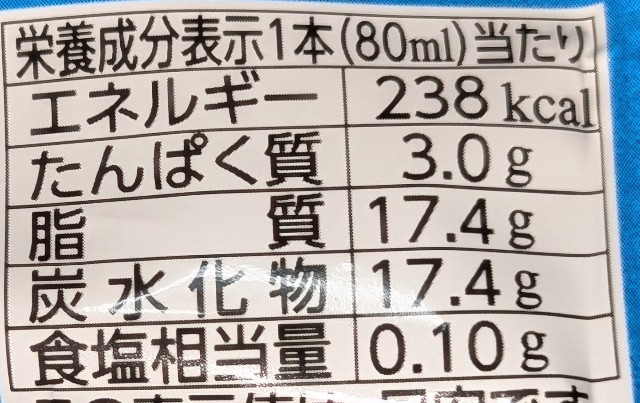 栄養成分表示1本(80ml)当たり
エネルギー 238kcal
たんぱく質 3.0g
脂質 17.4g
炭水化物 17.4g
食塩相当量 0.10g